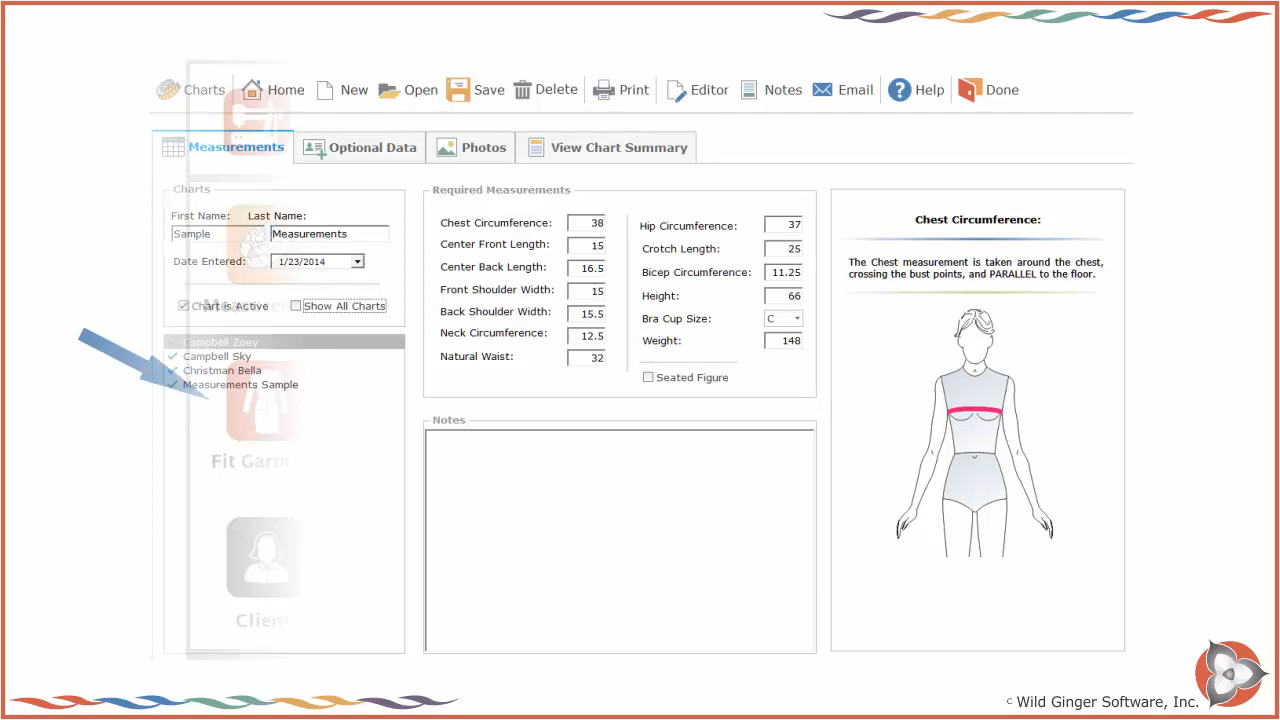 Charts Home New Open Save Delete Print Editor Notes Email Help Done
Measurements Optional Data Photos View Chart Summary
Charts
First Name: Last Name:
Sample Measurements
Date Entered: 1/23/2014
Chart is Active Show All Charts
Campbell Zoey
Campbell Sky
Christman Bella
Measurements Sample
Fit Garm
Clien
Required Measurements
Chest Circumference: 38
Center Front Length: 15
Center Back Length: 16.5
Front Shoulder Width: 15
Back Shoulder Width: 15.5
Neck Circumference: 12.5
Natural Waist: 32
Hip Circumference: 37
Crotch Length: 25
Bicep Circumference: 11.25
Height: 66
Bra Cup Size: C
Weight: 148
Seated Figure
Notes
Chest Circumference:
The Chest measurement is taken around the chest,
crossing the bust points, and PARALLEL to the floor.
© Wild Ginger Software, Inc.